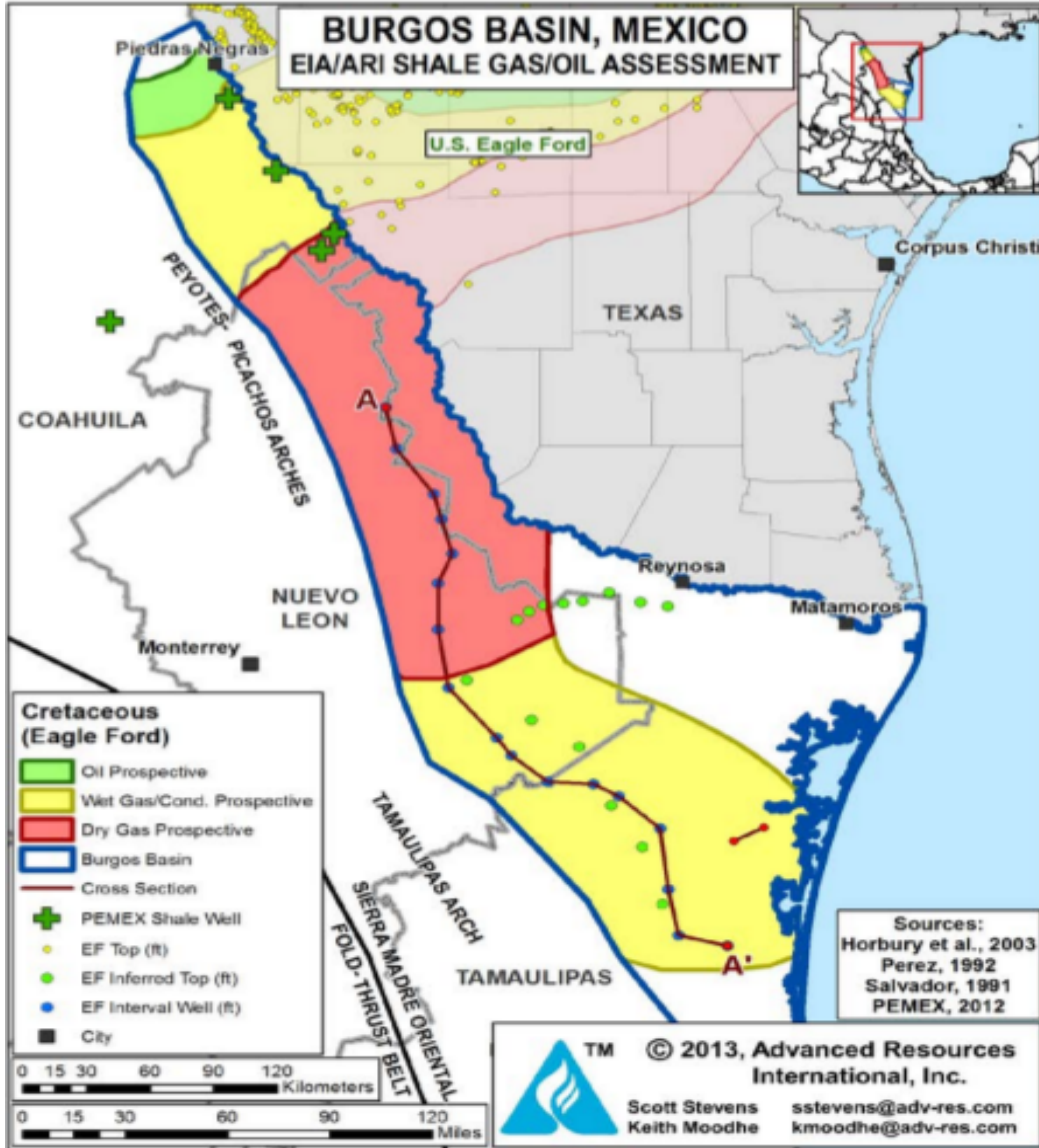 BURGOS BASIN, MEXICO
EIA/ARI SHALE GAS/OIL ASSESSMENT
Piedras Negras
U.S. Eagle Ford
Corpus Christi
TEXAS
PEYOTES- PICACHOS ARCHES
COAHUILA
A
NUEVO
LEON
Reynosa
Matamoros
Monterrey
Cretaceous
(Eagle Ford)
Oil Prospective
Wet Gas/Cond. Prospective
Dry Gas Prospective
Burgos Basin
Cross Section
PEMEX Shale Well
EF Top (ft)
EF Inferred Top (ft)
EF Interval Well (ft)
City
TAMAULIPAS ARCH
SIERRA MADRE ORIENTAL
FOLD-THRUST BELT
TAMAULIPAS
A'
Sources:
Horbury et al., 2003
Perez, 1992
Salvador, 1991
PEMEX, 2012
0 15 30 60 90 120
Kilometers
0 15 30 60 90 120
Miles
TM
© 2013, Advanced Resources
International, Inc.
Scott Stevens sstevens@adv-res.com
Keith Moodhe kmoodhe@adv-res.com